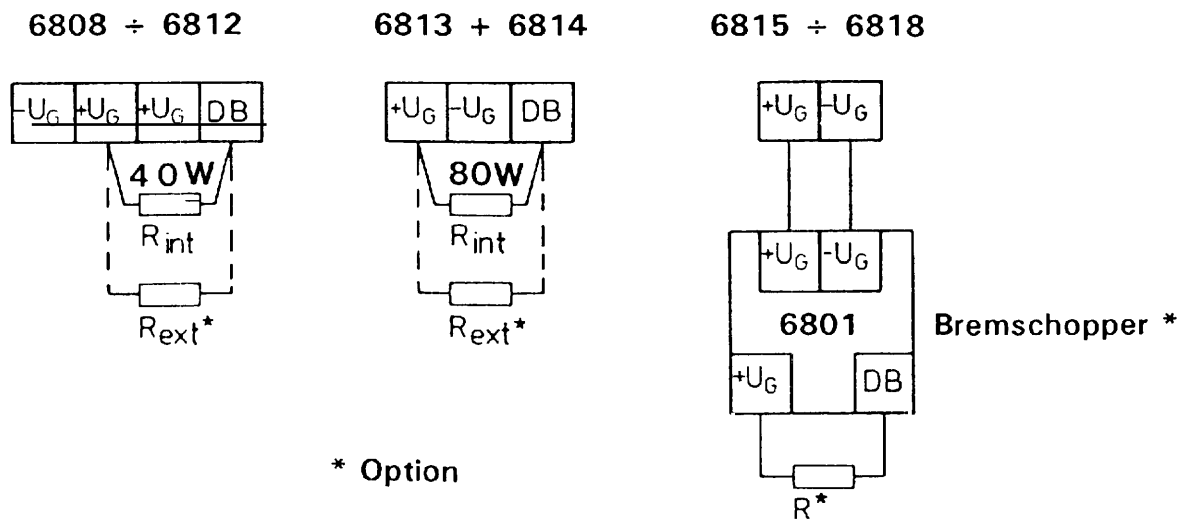 6808 ÷ 6812 6813 + 6814 6815 ÷ 6818
-UG +UG +UG DB +UG -UG DB +UG -UG
40W 80W
Rint Rint
+UG -UG
Rext* Rext*
6801 Bremschopper *
+UG DB
* Option
R*